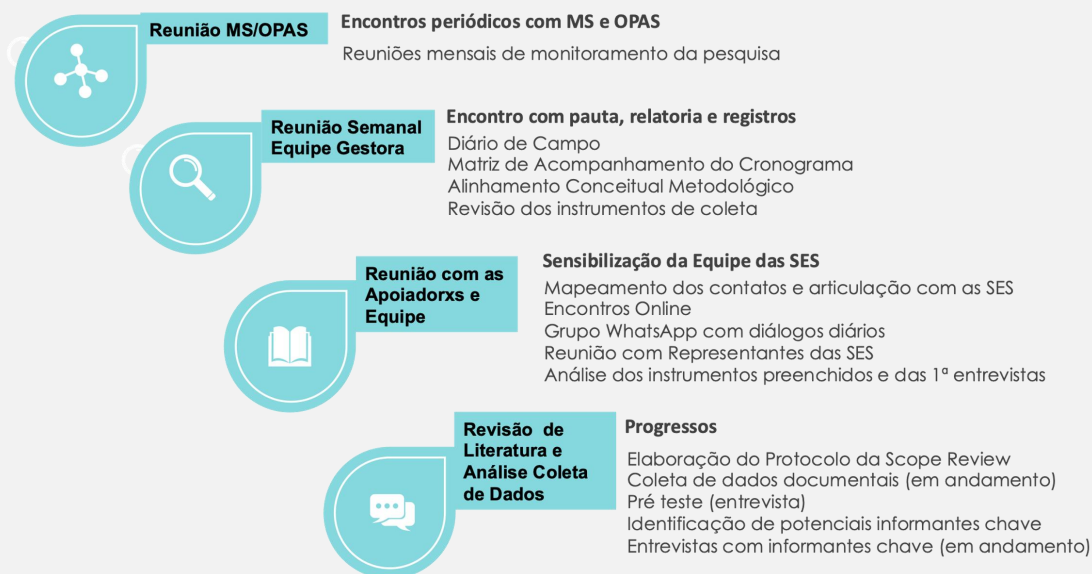 Reunião MS/OPAS
Encontros periódicos com MS e OPAS
Reuniões mensais de monitoramento da pesquisa
Reunião Semanal
Equipe Gestora
Encontro com pauta, relatoria e registros
Diário de Campo
Matriz de Acompanhamento do Cronograma
Alinhamento Conceitual Metodológico
Revisão dos instrumentos de coleta
Reunião com as
Apoiadorxs e
Equipe
Sensibilização da Equipe das SES
Mapeamento dos contatos e articulação com as SES
Encontros Online
Grupo WhatsApp com diálogos diários
Reunião com Representantes das SES
Análise dos instrumentos preenchidos e das 1ª entrevistas
Revisão de
Literatura e
Análise Coleta
de Dados
Progressos
Elaboração do Protocolo da Scope Review
Coleta de dados documentais (em andamento)
Pré teste (entrevista)
Identificação de potenciais informantes chave
Entrevistas com informantes chave (em andamento)